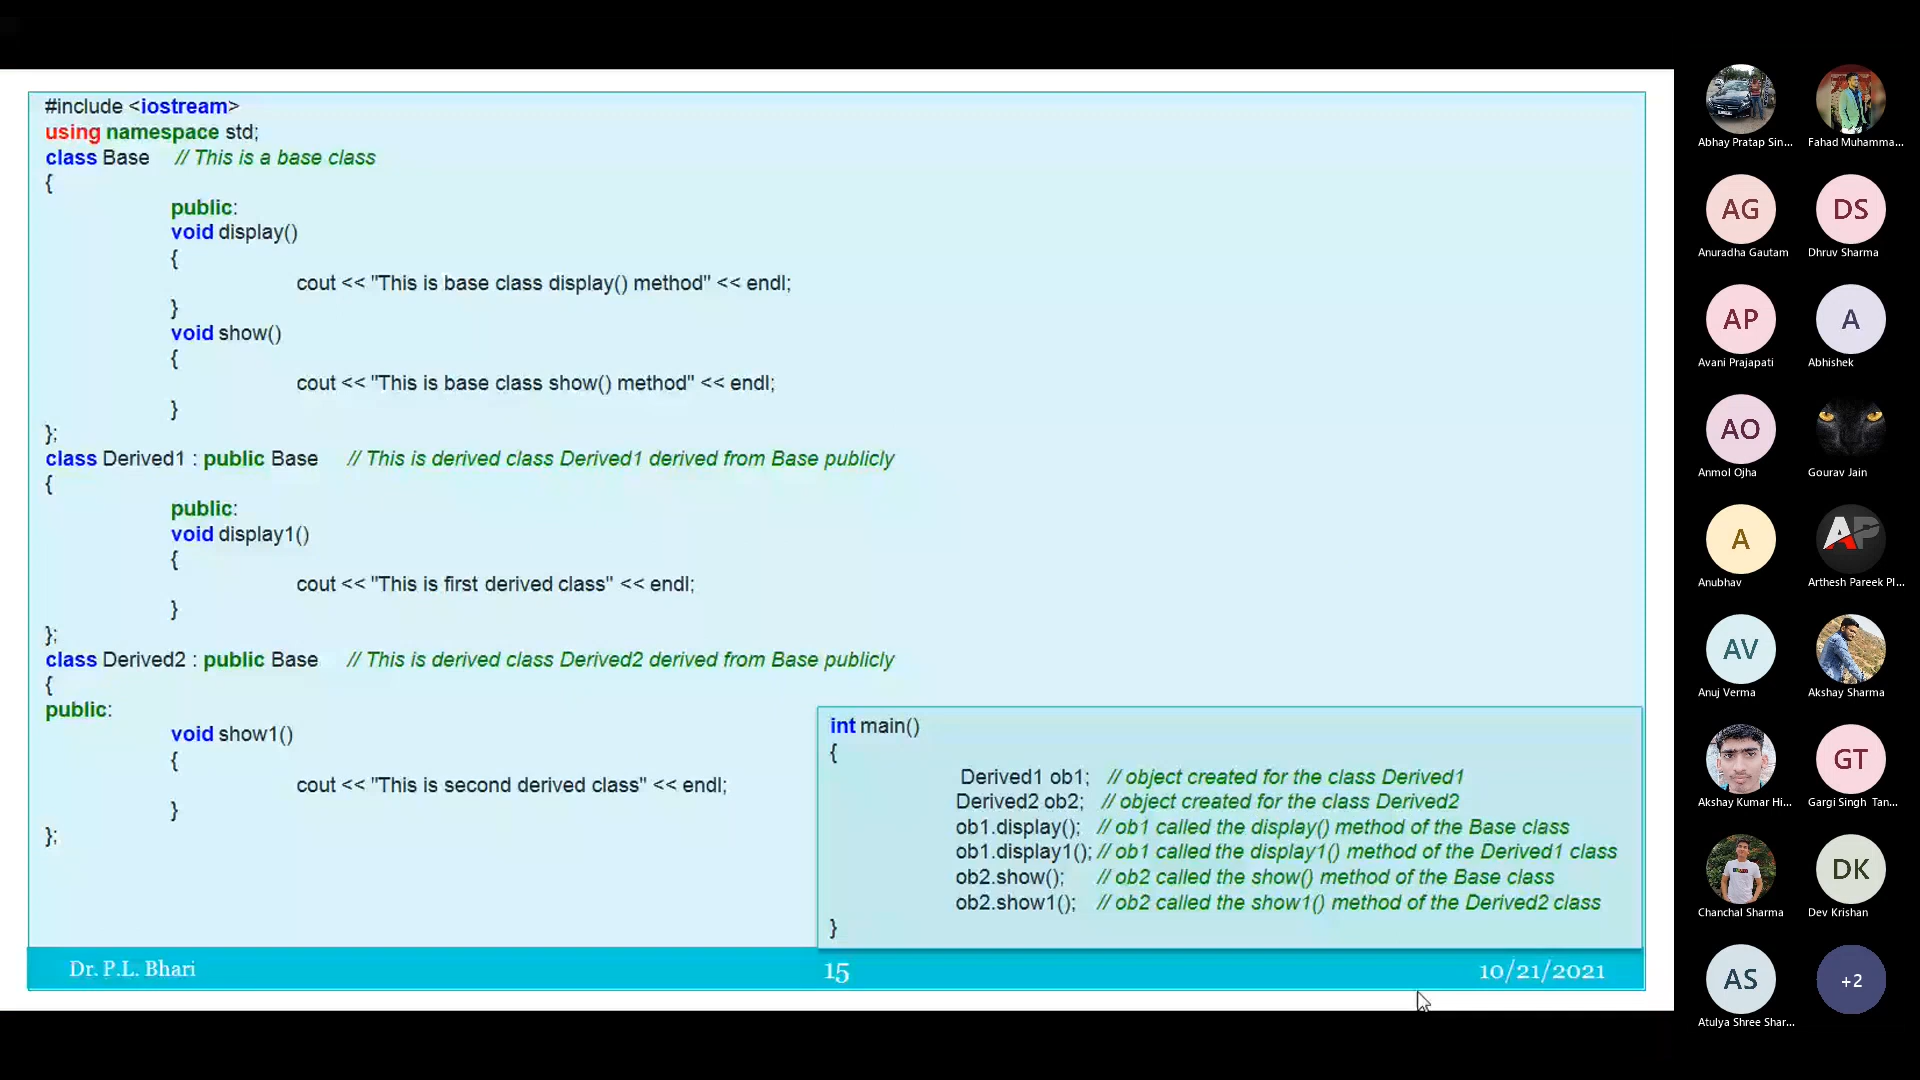 #include <iostream>
using namespace std;
class Base // This is a base class
{
public:
void display()
{
cout << "This is base class display() method" << endl;
}
void show()
{
cout << "This is base class show() method" << endl;
}
};
class Derived1 : public Base // This is derived class Derived1 derived from Base publicly
{
public:
void display1()
{
cout << "This is first derived class" << endl;
}
};
class Derived2 : public Base // This is derived class Derived2 derived from Base publicly
{
public:
void show1()
{
cout << "This is second derived class" << endl;
}
};
int main()
{
Derived1 ob1; // object created for the class Derived1
Derived2 ob2; // object created for the class Derived2
ob1.display(); // ob1 called the display() method of the Base class
ob1.display1(); // ob1 called the display1() method of the Derived1 class
ob2.show(); // ob2 called the show() method of the Base class
ob2.show1(); // ob2 called the show1() method of the Derived2 class
}
Dr. P.L. Bhari
15
10/21/2021
Abhay Pratap Sin...
Fahad Muhamma...
AG
Anuradha Gautam
DS
Dhruv Sharma
AP
Avani Prajapati
A
Abhishek
AO
Anmol Ojha
Gourav Jain
A
Anubhav
AP
Arthesh Pareek Pl...
AV
Anuj Verma
Akshay Sharma
Akshay Kumar Hi...
GT
Gargi Singh Tan...
Chanchal Sharma
DK
Dev Krishan
AS
Atulya Shree Shar...
+2